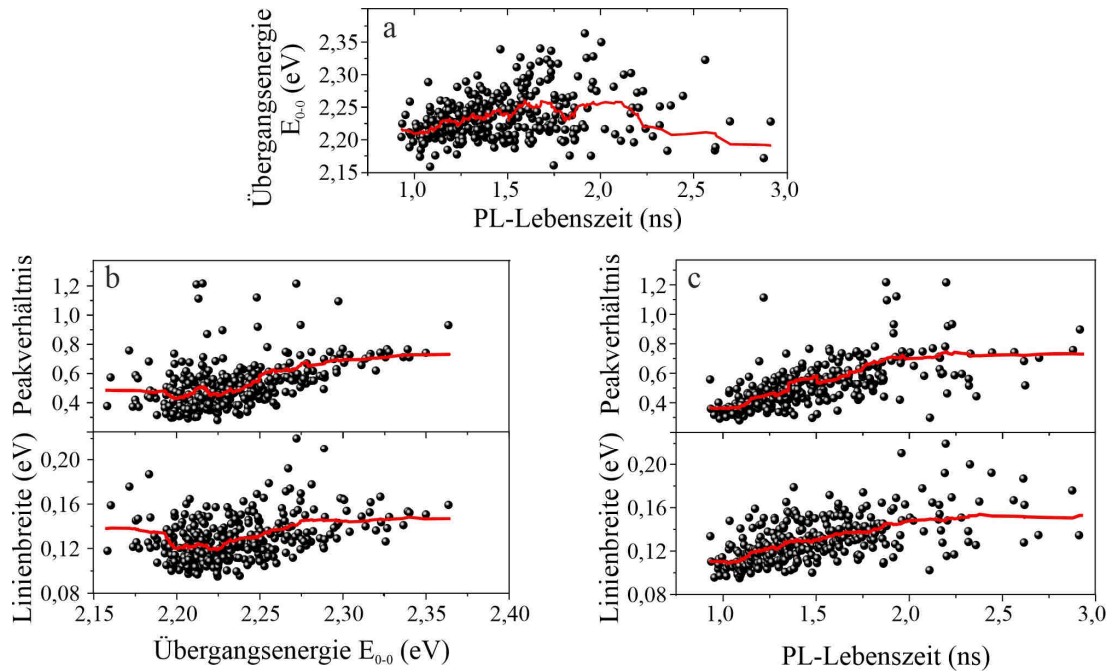 a
Übergangsenergie
E0-0 (eV)
2,35
2,30
2,25
2,20
2,15
1,0 1,5 2,0 2,5 3,0
PL-Lebenszeit (ns)
b
Peakverhältnis
1,2
1,0
0,8
0,6
0,4
Linienbreite (eV)
0,20
0,16
0,12
0,08
2,15 2,20 2,25 2,30 2,35 2,40
Übergangsenergie E0-0 (eV)
c
Peakverhältnis
1,2
1,0
0,8
0,6
0,4
Linienbreite (eV)
0,20
0,16
0,12
0,08
1,0 1,5 2,0 2,5 3,0
PL-Lebenszeit (ns)